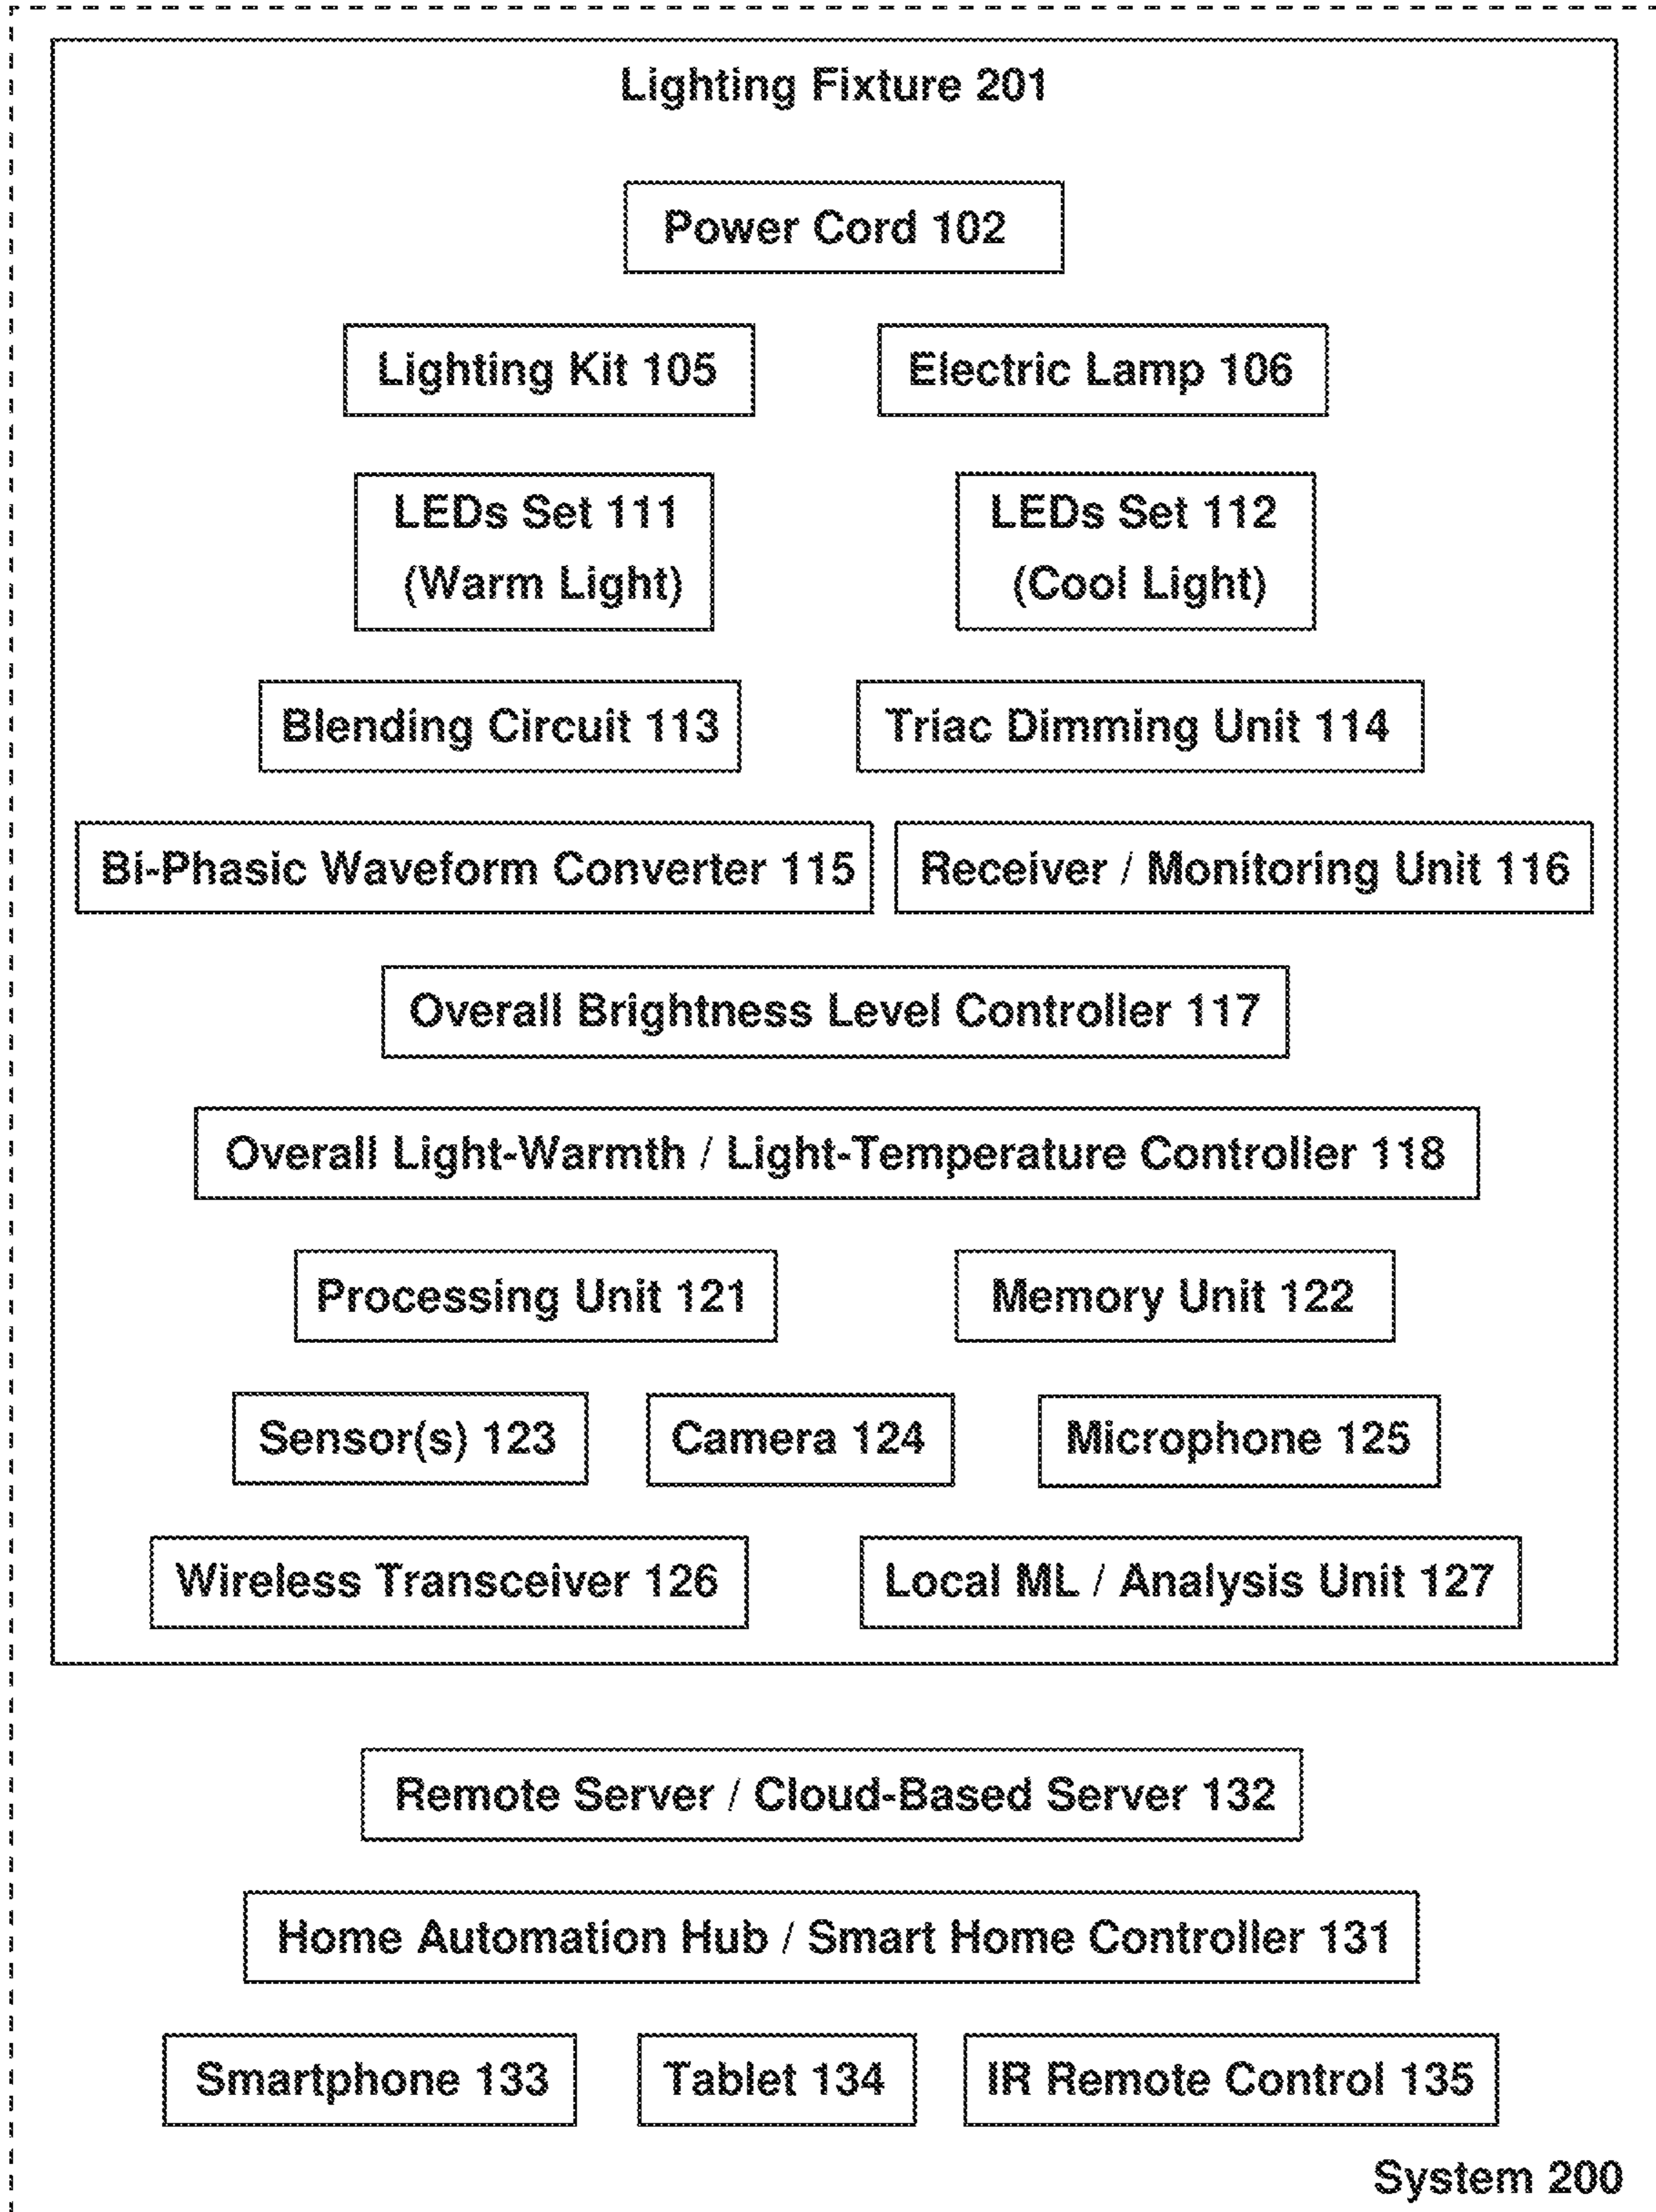 Lighting Fixture 201
Power Cord 102
Lighting Kit 105
Electric Lamp 106
LEDs Set 111
(Warm Light)
LEDs Set 112
(Cool Light)
Blending Circuit 113
Triac Dimming Unit 114
Bi-Phasic Waveform Converter 115
Receiver / Monitoring Unit 116
Overall Brightness Level Controller 117
Overall Light-Warmth / Light-Temperature Controller 118
Processing Unit 121
Memory Unit 122
Sensor(s) 123
Camera 124
Microphone 125
Wireless Transceiver 126
Local ML / Analysis Unit 127
Remote Server / Cloud-Based Server 132
Home Automation Hub / Smart Home Controller 131
Smartphone 133
Tablet 134
IR Remote Control 135
System 200